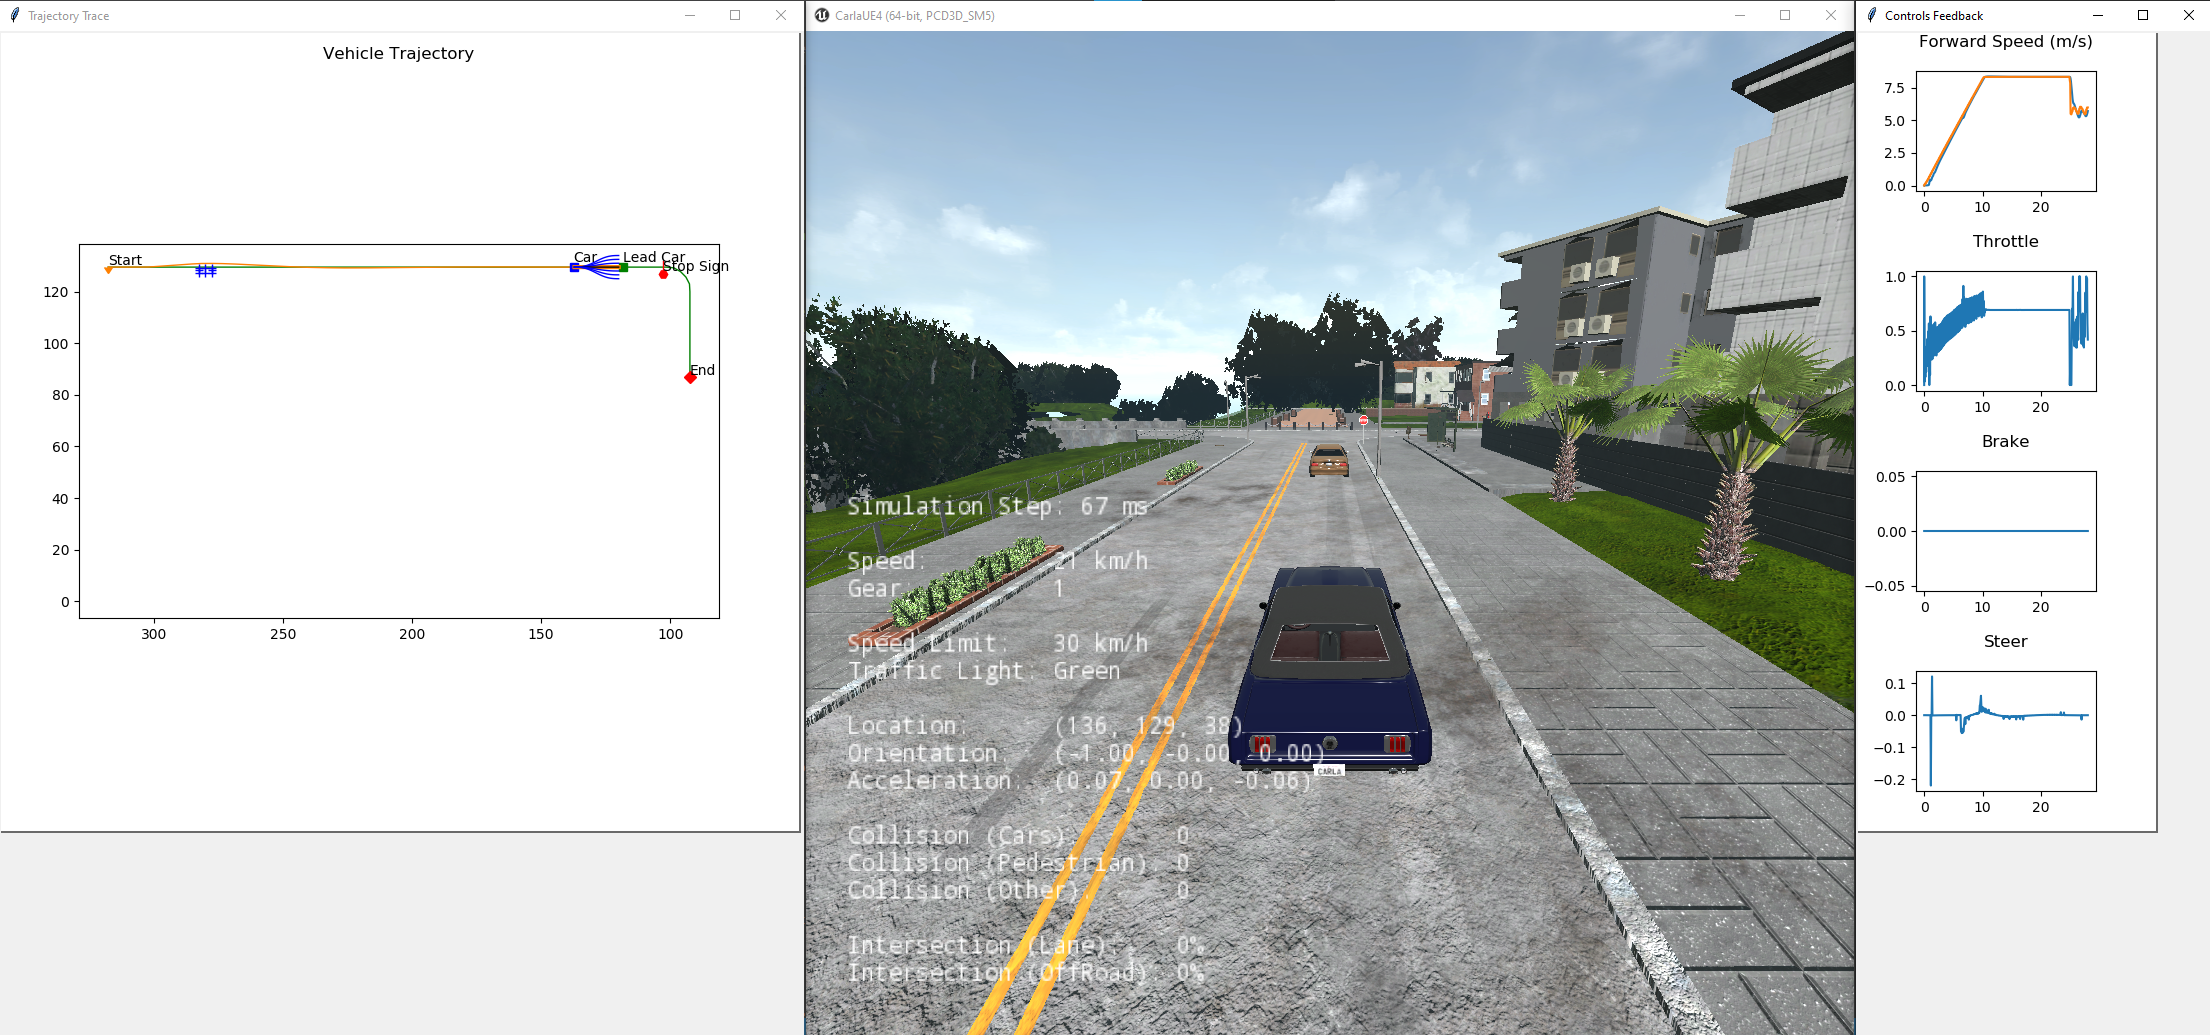 Trajectory Trace
Vehicle Trajectory
Start
Car
Lead Car
Stop Sign
End
120
100
80
60
40
20
0
300 250 200 150 100
CarlaUE4 (64-bit, PCD3D_SM5)
Simulation Step: 67 ms
Speed: 21 km/h
Gear: 1
Speed Limit: 30 km/h
Traffic Light: Green
Location: (136, 129, 38)
Orientation: (-1.00, -0.00, 0.00)
Acceleration: (0.07, 0.00, -0.06)
Collision (Cars): 0
Collision (Pedestrian): 0
Collision (Other): 0
Intersection (Lane): 0%
Intersection (OffRoad): 0%
CARLA
Controls Feedback
Forward Speed (m/s)
7.5
5.0
2.5
0.0
0 10 20
Throttle
1.0
0.5
0.0
0 10 20
Brake
0.05
0.00
−0.05
0 10 20
Steer
0.1
0.0
−0.1
−0.2
0 10 20